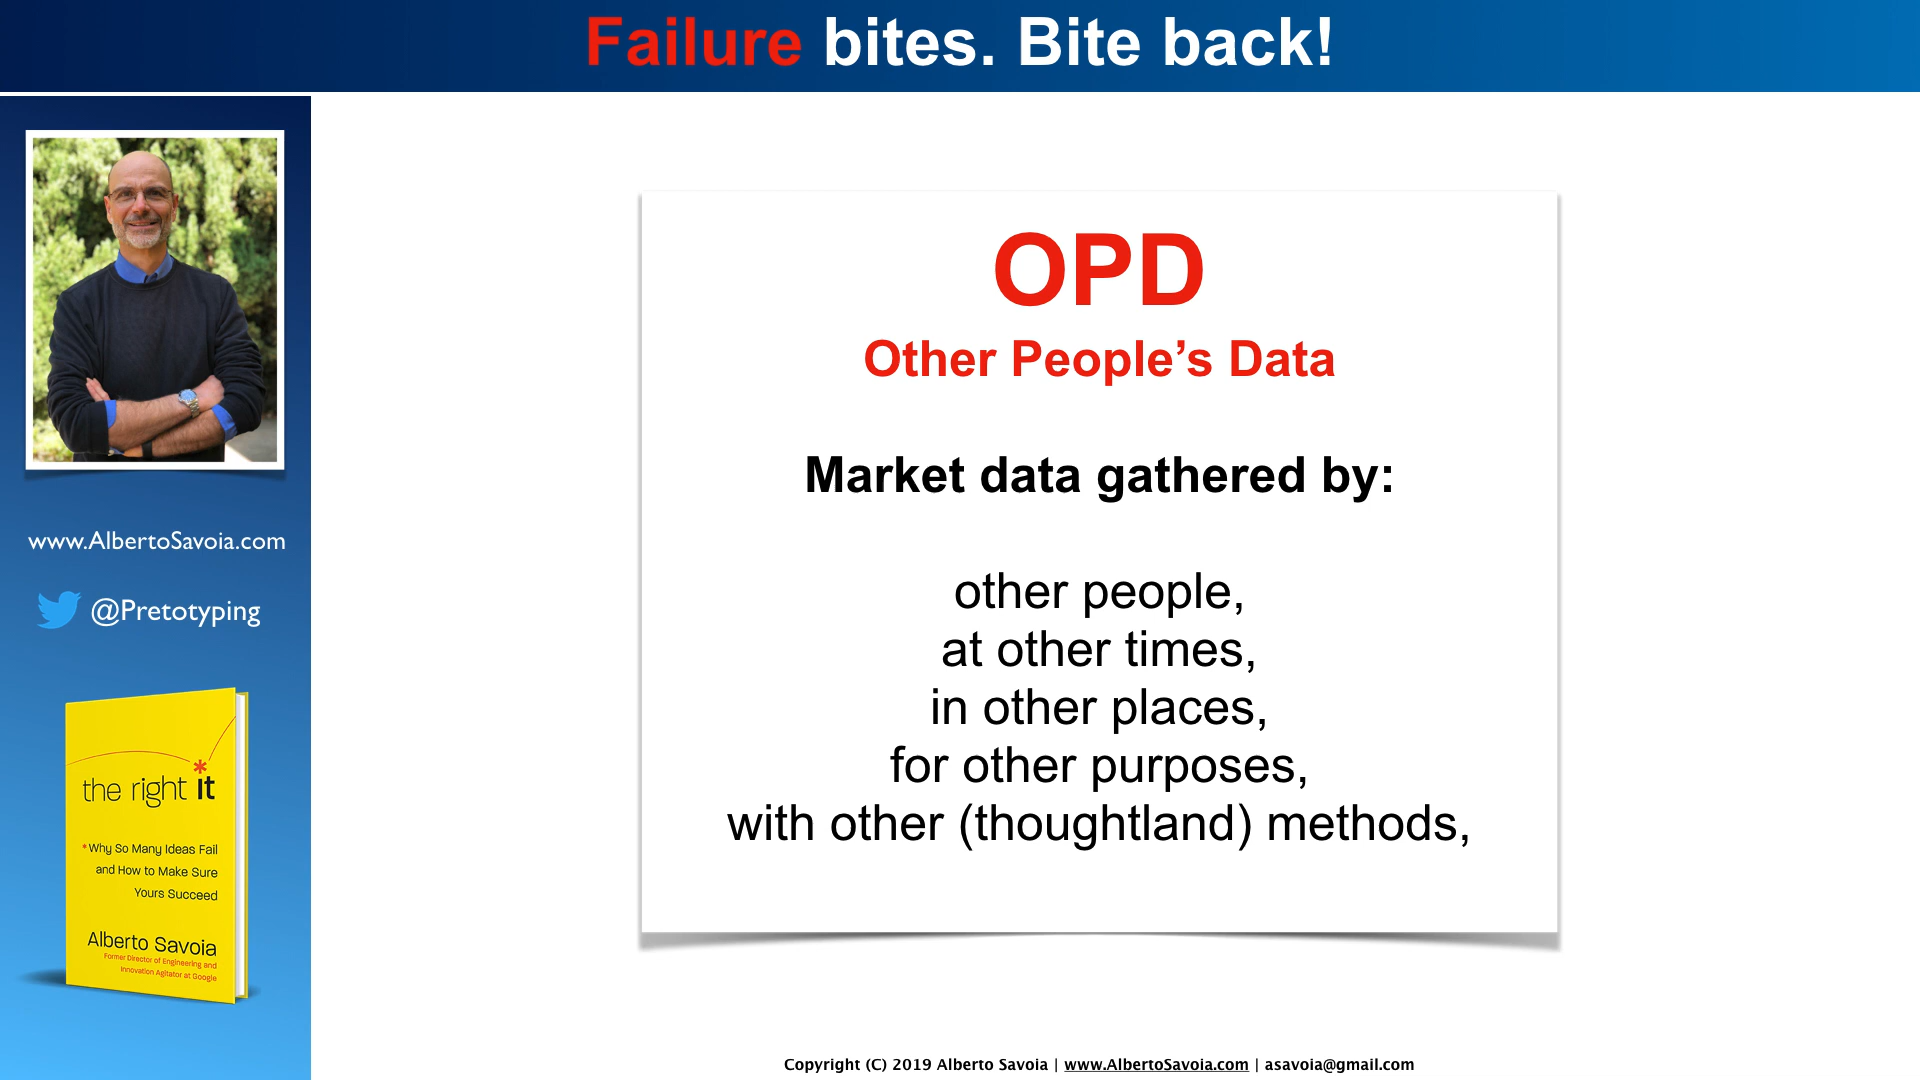 Failure bites. Bite back!
www.AlbertoSavoia.com
@Pretotyping
the right it
*
*Why So Many Ideas Fail
and How to Make Sure
Yours Succeed
Alberto Savoia
Former Director of Engineering and
Innovation Agitator at Google
OPD
Other People’s Data
Market data gathered by:
other people,
at other times,
in other places,
for other purposes,
with other (thoughtland) methods,
Copyright (C) 2019 Alberto Savoia | www.AlbertoSavoia.com | asavoia@gmail.com